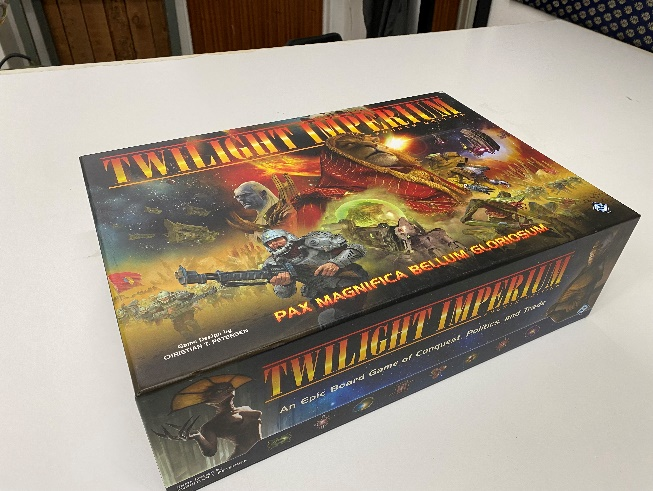 TWILIGHT IMPERIUM
PAX MAGNIFICA BELLUM GLORIOSUM
Game Design by
CHRISTIAN T. PETERSEN
TWILIGHT IMPERIUM
An Epic Board Game of Conquest, Politics, and Trade